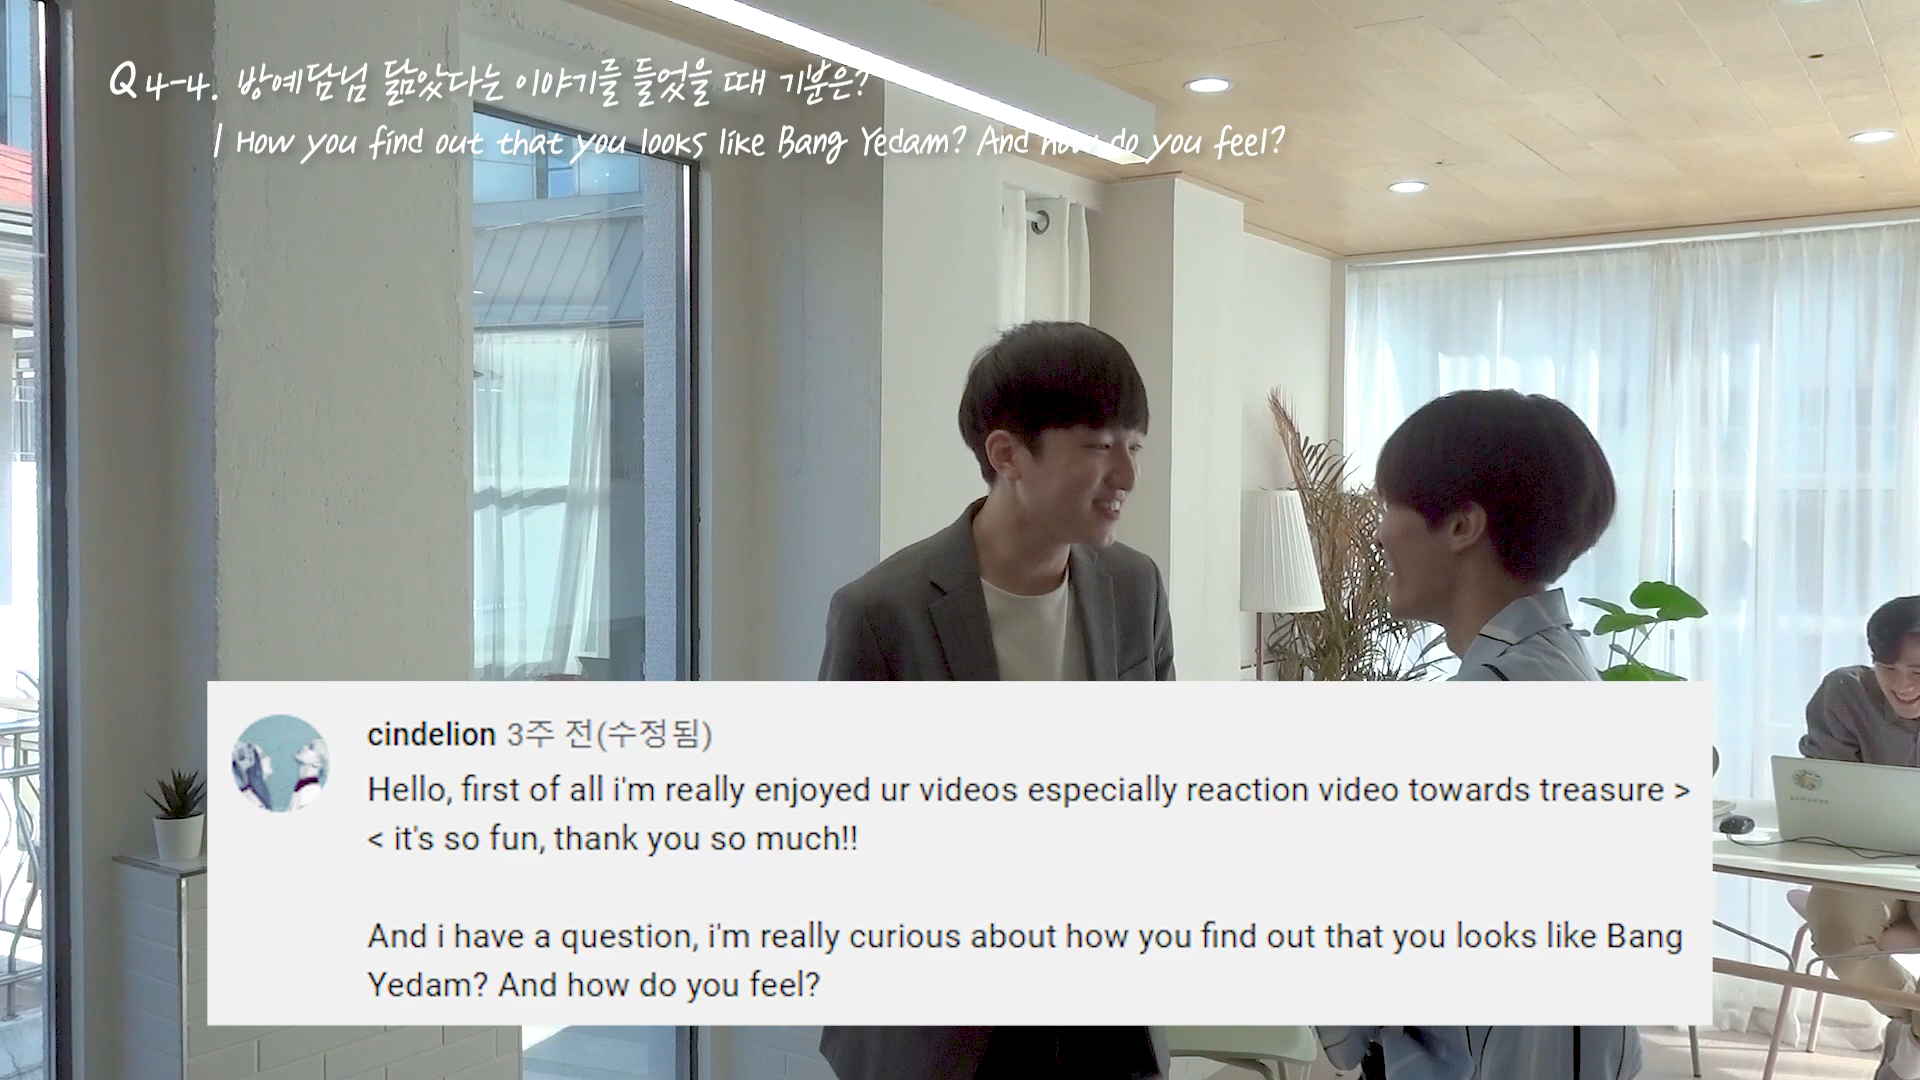 Q 4-4. 방예담님 닮았다는 이야기를 들었을 때 기분은?
| How you find out that you looks like Bang Yedam? And how do you feel?
cindelion 3주 전(수정됨)
Hello, first of all i'm really enjoyed ur videos especially reaction video towards treasure >
< it's so fun, thank you so much!!
And i have a question, i'm really curious about how you find out that you looks like Bang
Yedam? And how do you feel?
SAMSUNG